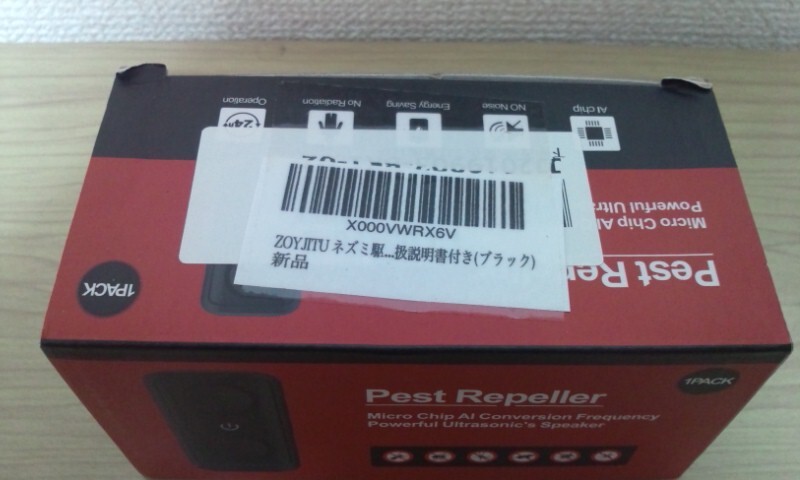 Operation
No Radiation
Energy Saving
NO Noise
AI chip
24H
X000VWRX6V
ZOYJITU ネズミ駆...扱説明書付き(ブラック)
新品
Micro Chip AI
Powerful Ultra
Pest Rep
1PACK
1PACK
Pest Repeller
Micro Chip AI Conversion Frequency
Powerful Ultrasonic's Speaker